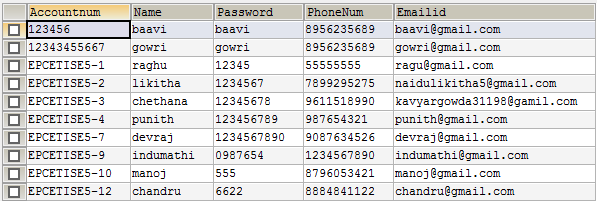 Accountnum Name Password PhoneNum Emailid
123456 baavi baavi 8956235689 baavi@gmail.com
12343455667 gowri gowri 8956235689 gowri@gmail.com
EPCETISE5-1 raghu 12345 55555555 ragu@gmail.com
EPCETISE5-2 likitha 1234567 7899295275 naidulikitha5@gmail.com
EPCETISE5-3 chethana 12345678 9611518990 kavyargowda31198@gamil.com
EPCETISE5-4 punith 123456789 987654321 punith@gmail.com
EPCETISE5-7 devraj 1234567890 9087634526 devraj@gmail.com
EPCETISE5-9 indumathi 0987654 1234567890 indumathi@gmail.com
EPCETISE5-10 manoj 555 8796053421 manoj@gmail.com
EPCETISE5-12 chandru 6622 8884841122 chandru@gmail.com